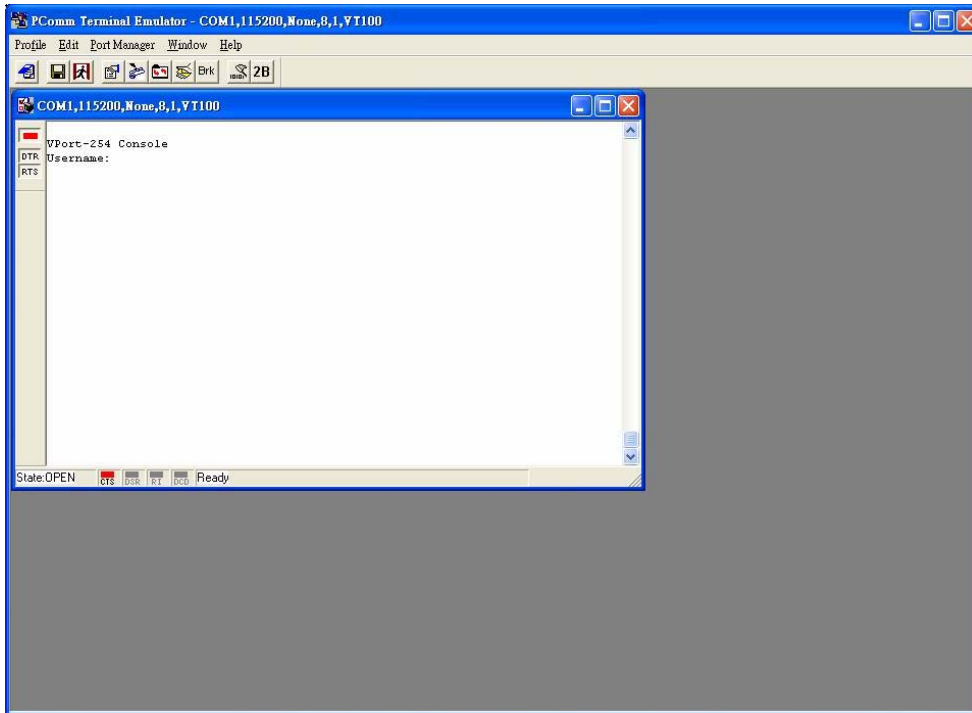 PComm Terminal Emulator - COM1,115200,None,8,1,VT100
Profile Edit Port Manager Window Help
Brk 2B
COM1,115200,None,8,1,VT100
DTR
RTS
VPort-254 Console
Username:
State:OPEN CTS DSR RI DCD Ready